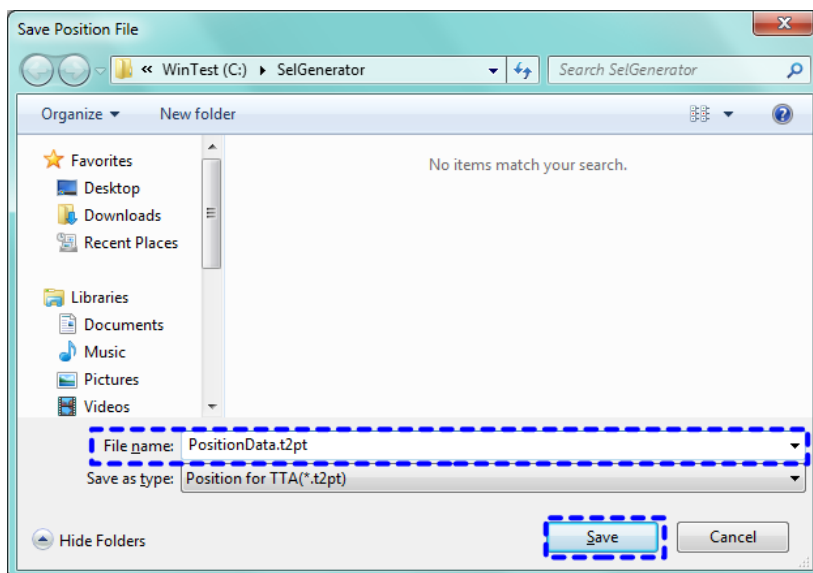 Save Position File
« WinTest (C:) ▸ SelGenerator
Search SelGenerator
Organize
New folder
Favorites
Desktop
Downloads
Recent Places
Libraries
Documents
Music
Pictures
Videos
No items match your search.
File name: PositionData.t2pt
Save as type: Position for TTA(*.t2pt)
Hide Folders
Save
Cancel